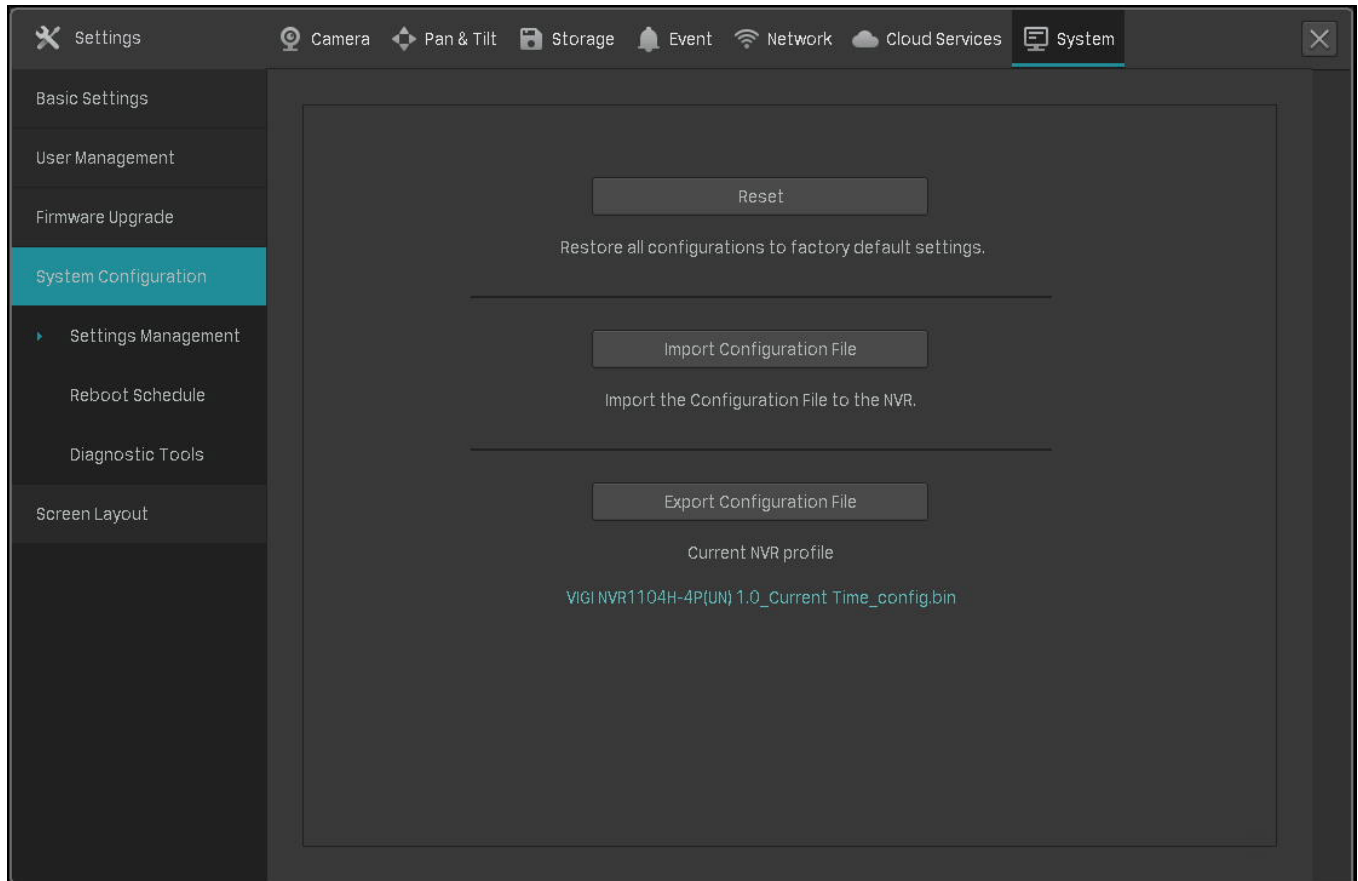 Settings
Camera Pan & Tilt Storage Event Network Cloud Services System
Basic Settings
User Management
Firmware Upgrade
System Configuration
Settings Management
Reboot Schedule
Diagnostic Tools
Screen Layout
Reset
Restore all configurations to factory default settings.
Import Configuration File
Import the Configuration File to the NVR.
Export Configuration File
Current NVR profile
VIGI NVR1104H-4P(UN) 1.0_Current Time_config.bin